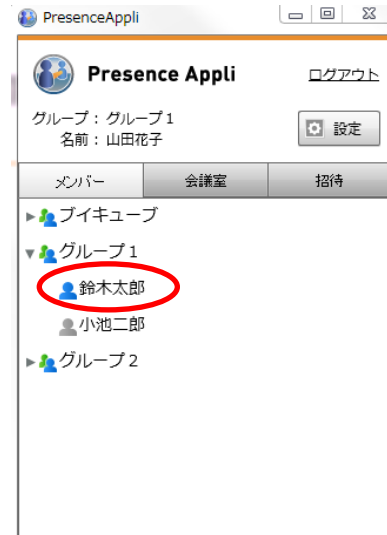 PresenceAppli
Presence Appli
ログアウト
グループ：グループ1
名前：山田花子
設定
メンバー 会議室 招待
ブイキューブ
グループ1
鈴木太郎
小池二郎
グループ2